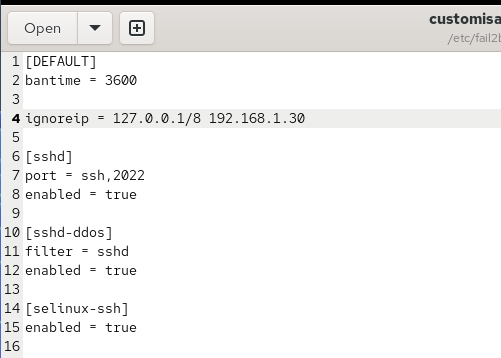 Open
customisa
/etc/fail2b
1 [DEFAULT]
2 bantime = 3600
3
4 ignoreip = 127.0.0.1/8 192.168.1.30
5
6 [sshd]
7 port = ssh,2022
8 enabled = true
9
10 [sshd-ddos]
11 filter = sshd
12 enabled = true
13
14 [selinux-ssh]
15 enabled = true
16